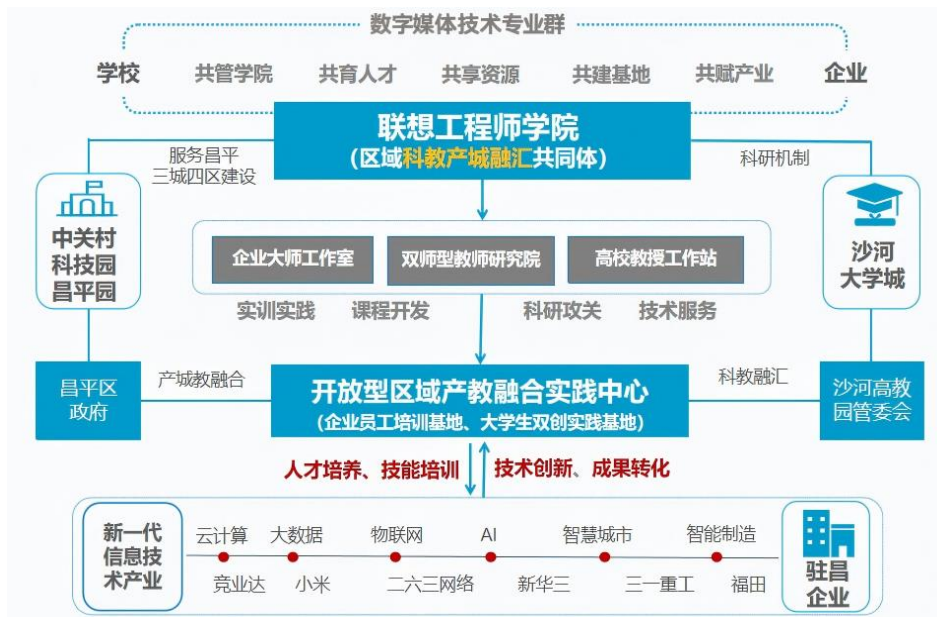 数字媒体技术专业群
学校 共管学院 共育人才 共享资源 共建基地 共赋产业 企业
联想工程师学院
(区域科教产城融汇共同体)
服务昌平
三城四区建设
科研机制
中关村
科技园
昌平园
沙河
大学城
企业大师工作室 双师型教师研究院 高校教授工作站
实训实践 课程开发 科研攻关 技术服务
昌平区
政府
产城教融合
开放型区域产教融合实践中心
(企业员工培训基地、大学生双创实践基地)
科教融汇
沙河高教
园管委会
人才培养、技能培训 技术创新、成果转化
新一代
信息技
术产业
云计算 大数据 物联网 AI 智慧城市 智能制造
竞业达 小米 二六三网络 新华三 三一重工 福田
驻昌
企业